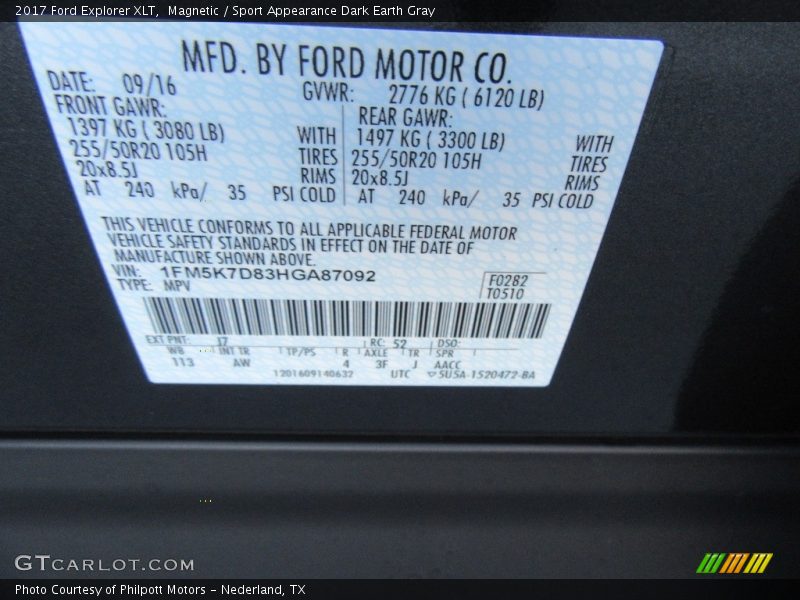 2017 Ford Explorer XLT, Magnetic / Sport Appearance Dark Earth Gray
MFD. BY FORD MOTOR CO.
DATE: 09/16 GVWR: 2776 KG ( 6120 LB)
FRONT GAWR: REAR GAWR:
1397 KG ( 3080 LB) WITH 1497 KG ( 3300 LB) WITH
255/50R20 105H TIRES 255/50R20 105H TIRES
20x8.5J RIMS 20x8.5J RIMS
AT 240 kPa/ 35 PSI COLD AT 240 kPa/ 35 PSI COLD
THIS VEHICLE CONFORMS TO ALL APPLICABLE FEDERAL MOTOR
VEHICLE SAFETY STANDARDS IN EFFECT ON THE DATE OF
MANUFACTURE SHOWN ABOVE.
VIN: 1FM5K7D83HGA87092 F0282
TYPE: MPV T0510
EXT PNT: J7 RC: 52 DSO:
WB INT TR TP/PS R AXLE TR SPR
113 AW 4 3F J AACC
1201609140632 UTC ▽5U5A-1520472-BA
GTCARLOT.COM
Photo Courtesy of Philpott Motors - Nederland, TX